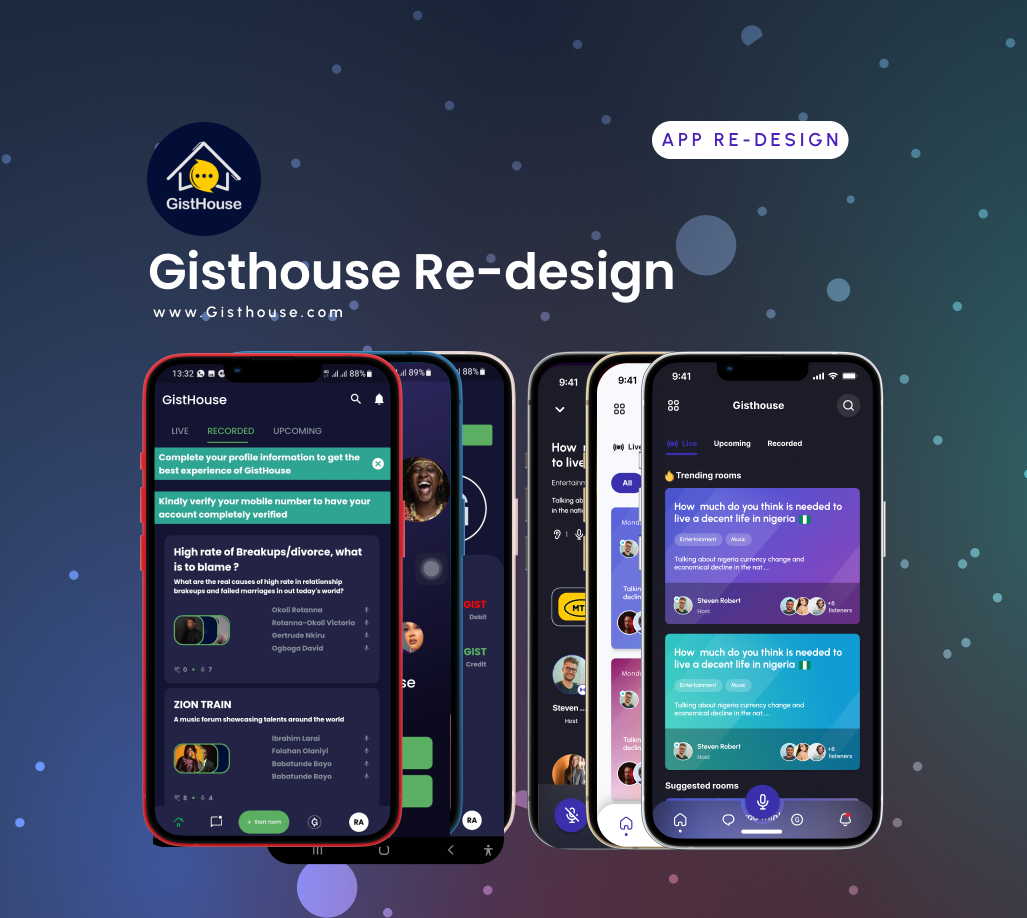 GistHouse
APP RE-DESIGN
Gisthouse Re-design
www.Gisthouse.com
13:32
88%
GistHouse
LIVE
RECORDED
UPCOMING
Complete your profile information to get the
best experience of GistHouse
Kindly verify your mobile number to have your
account completely verified
High rate of Breakups/divorce, what
is to blame ?
What are the real causes of high rate in relationship
brakeups and failed marriages in out today's world?
Okoli Rotanna
Rotanna-Okoli Victoria
Gertrude Nkiru
Ogboga David
0 • 7
ZION TRAIN
A music forum showcasing talents around the world
Ibrahim Larai
Folahan Olaniyi
Babatunde Bayo
Babatunde Bayo
8 • 4
+ Start room
RA
89%
se
88%
GIST
Debit
GIST
Credit
RA
9:41
How
to live
Talking ab
in the nati
MT
Steven ...
Host
9:41
Live
All
Talkin
declin
Talkin
declin
9:41
Gisthouse
Live
Upcoming
Recorded
Trending rooms
How much do you think is needed to
live a decent life in nigeria
Entertainment
Music
Talking about nigeria currency change and
economical decline in the nat....
Steven Robert
Host
+8
listeners
How much do you think is needed to
live a decent life in nigeria
Entertainment
Music
Talking about nigeria currency change and
economical decline in the nat....
Steven Robert
Host
+8
listeners
Suggested rooms